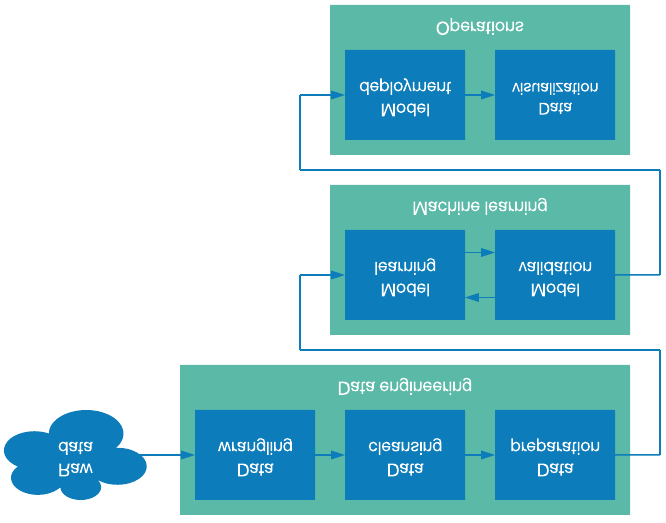 Raw
data
Data
wrangling
Data
cleansing
Data
preparation
Data engineering
Model
learning
Model
validation
Machine learning
Model
deployment
Data
visualization
Operations